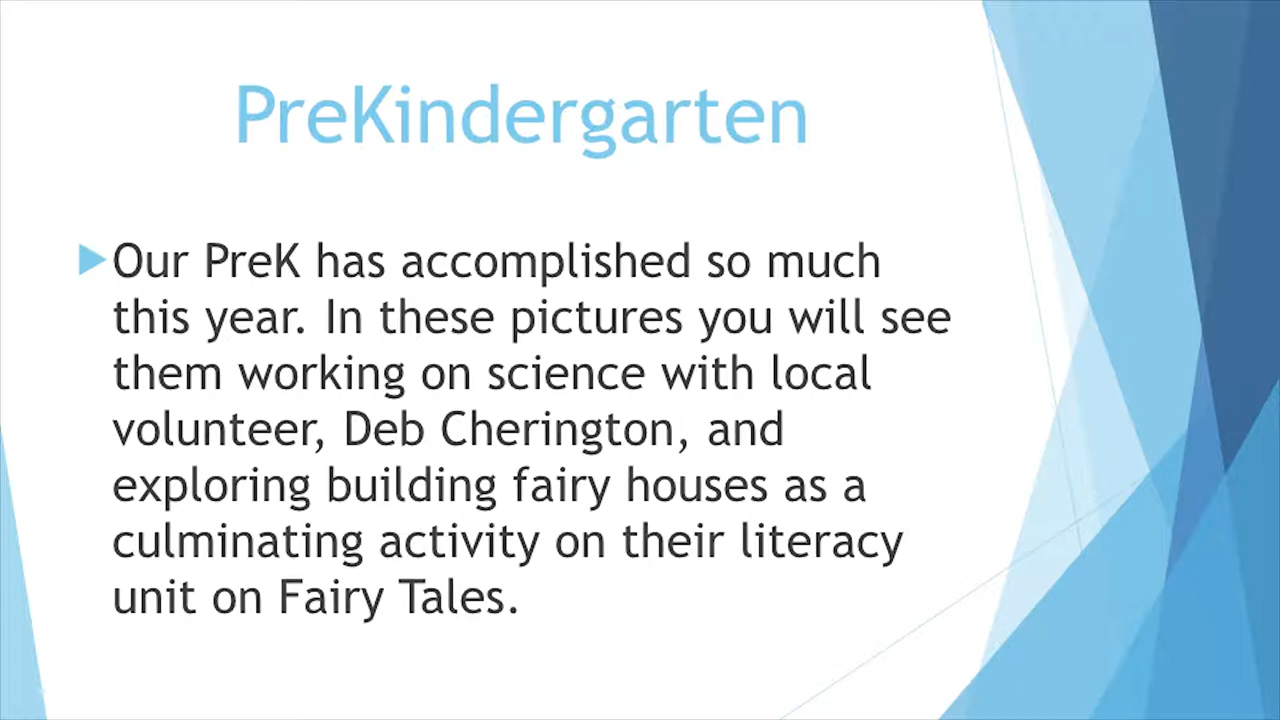 PreKindergarten
Our PreK has accomplished so much
this year. In these pictures you will see
them working on science with local
volunteer, Deb Cherington, and
exploring building fairy houses as a
culminating activity on their literacy
unit on Fairy Tales.